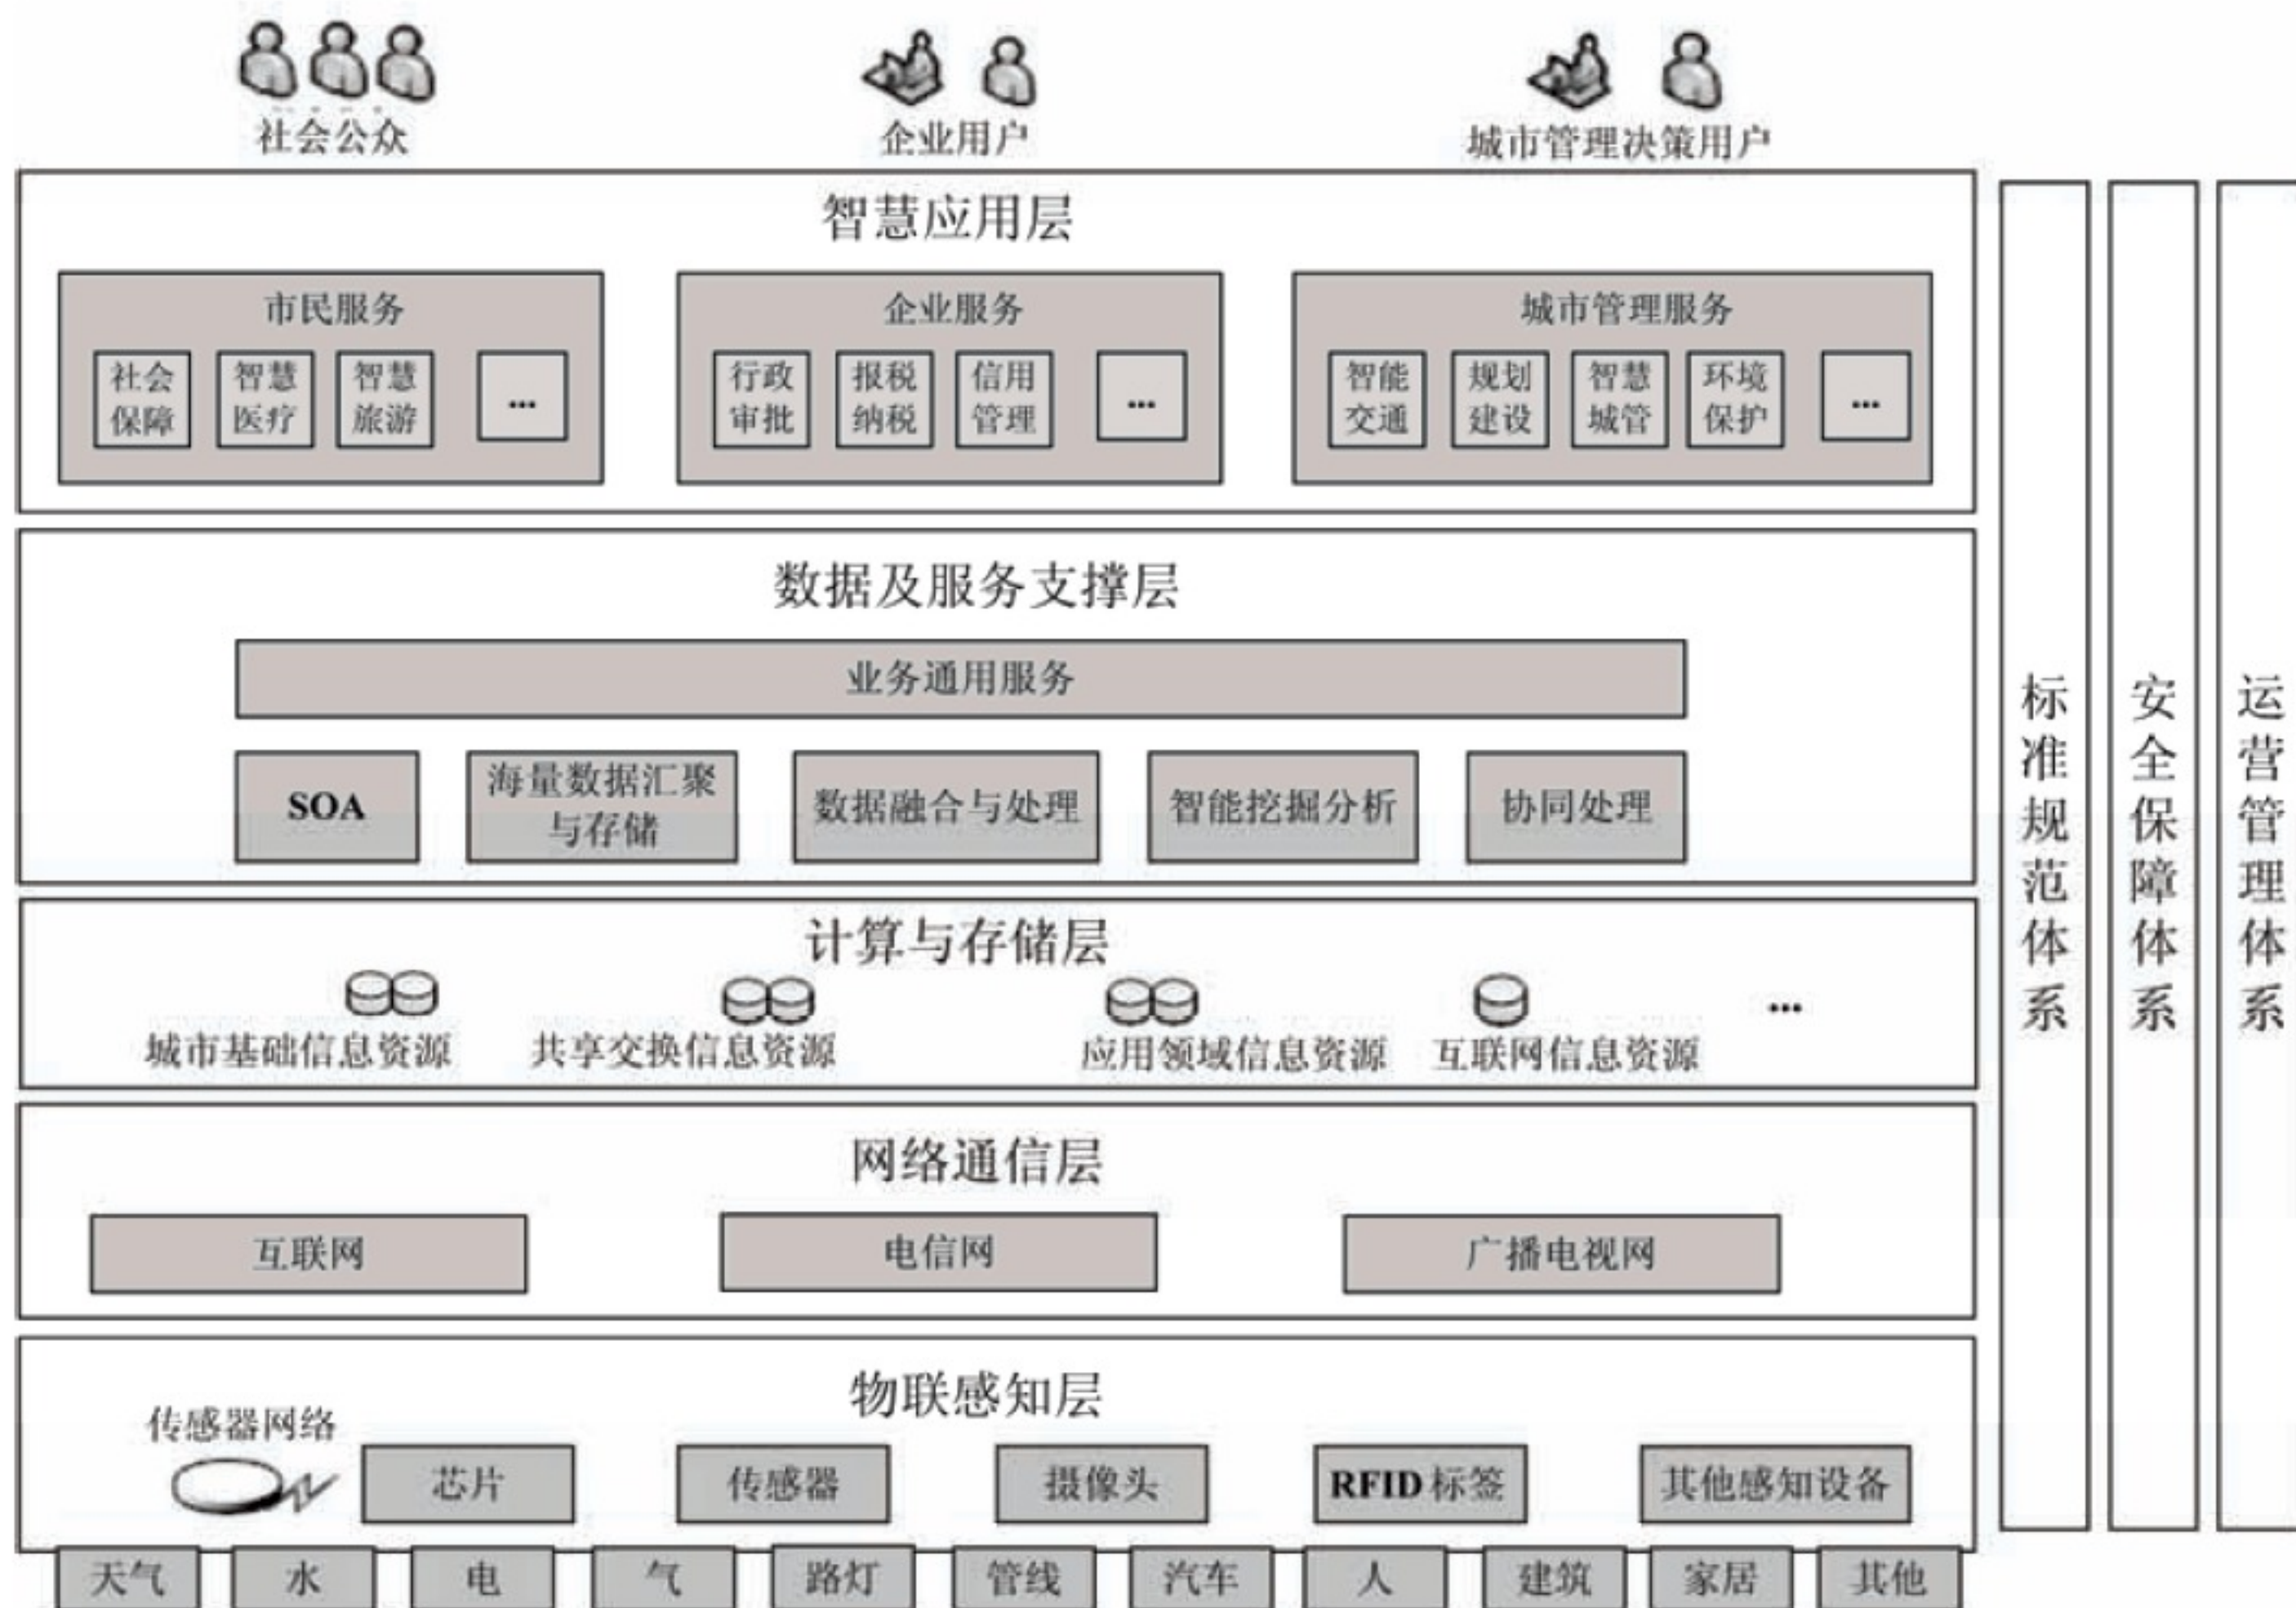 社会公众
企业用户
城市管理决策用户
智慧应用层
市民服务
社会
保障
智慧
医疗
智慧
旅游
...
企业服务
行政
审批
报税
纳税
信用
管理
...
城市管理服务
智能
交通
规划
建设
智慧
城管
环境
保护
...
数据及服务支撑层
业务通用服务
SOA
海量数据汇聚
与存储
数据融合与处理
智能挖掘分析
协同处理
计算与存储层
城市基础信息资源
共享交换信息资源
应用领域信息资源
互联网信息资源
...
网络通信层
互联网
电信网
广播电视网
物联感知层
传感器网络
芯片
传感器
摄像头
RFID 标签
其他感知设备
天气
水
电
气
路灯
管线
汽车
人
建筑
家居
其他
标准规范体系
安全保障体系
运营管理体系